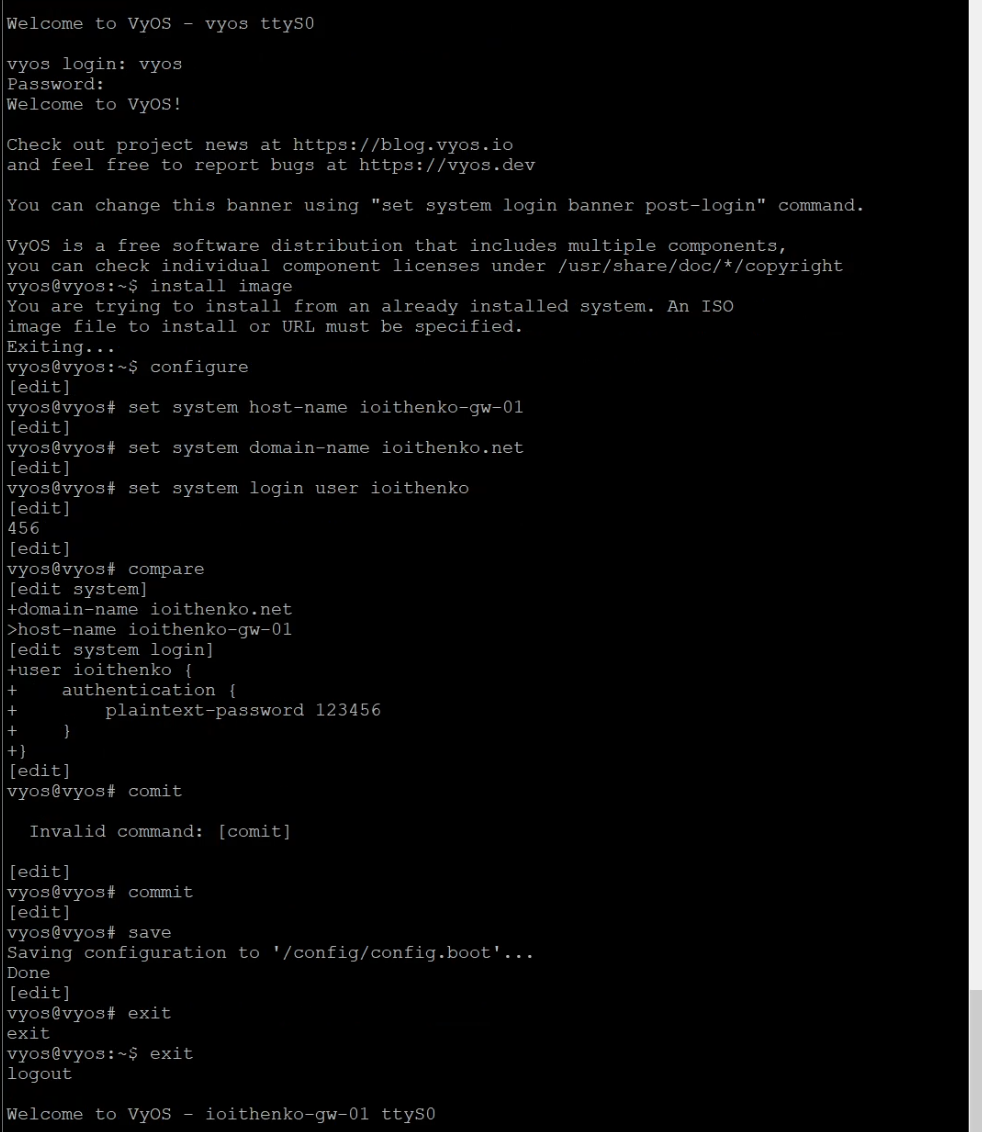 Welcome to VyOS - vyos ttyS0
vyos login: vyos
Password:
Welcome to VyOS!
Check out project news at https://blog.vyos.io
and feel free to report bugs at https://vyos.dev
You can change this banner using "set system login banner post-login" command.
VyOS is a free software distribution that includes multiple components,
you can check individual component licenses under /usr/share/doc/*/copyright
vyos@vyos:~$ install image
You are trying to install from an already installed system. An ISO
image file to install or URL must be specified.
Exiting...
vyos@vyos:~$ configure
[edit]
vyos@vyos# set system host-name ioithenko-gw-01
[edit]
vyos@vyos# set system domain-name ioithenko.net
[edit]
vyos@vyos# set system login user ioithenko
[edit]
456
[edit]
vyos@vyos# compare
[edit system]
+domain-name ioithenko.net
>host-name ioithenko-gw-01
[edit system login]
+user ioithenko {
+    authentication {
+        plaintext-password 123456
+    }
+}
[edit]
vyos@vyos# comit
  Invalid command: [comit]
[edit]
vyos@vyos# commit
[edit]
vyos@vyos# save
Saving configuration to '/config/config.boot'...
Done
[edit]
vyos@vyos# exit
exit
vyos@vyos:~$ exit
logout
Welcome to VyOS - ioithenko-gw-01 ttyS0